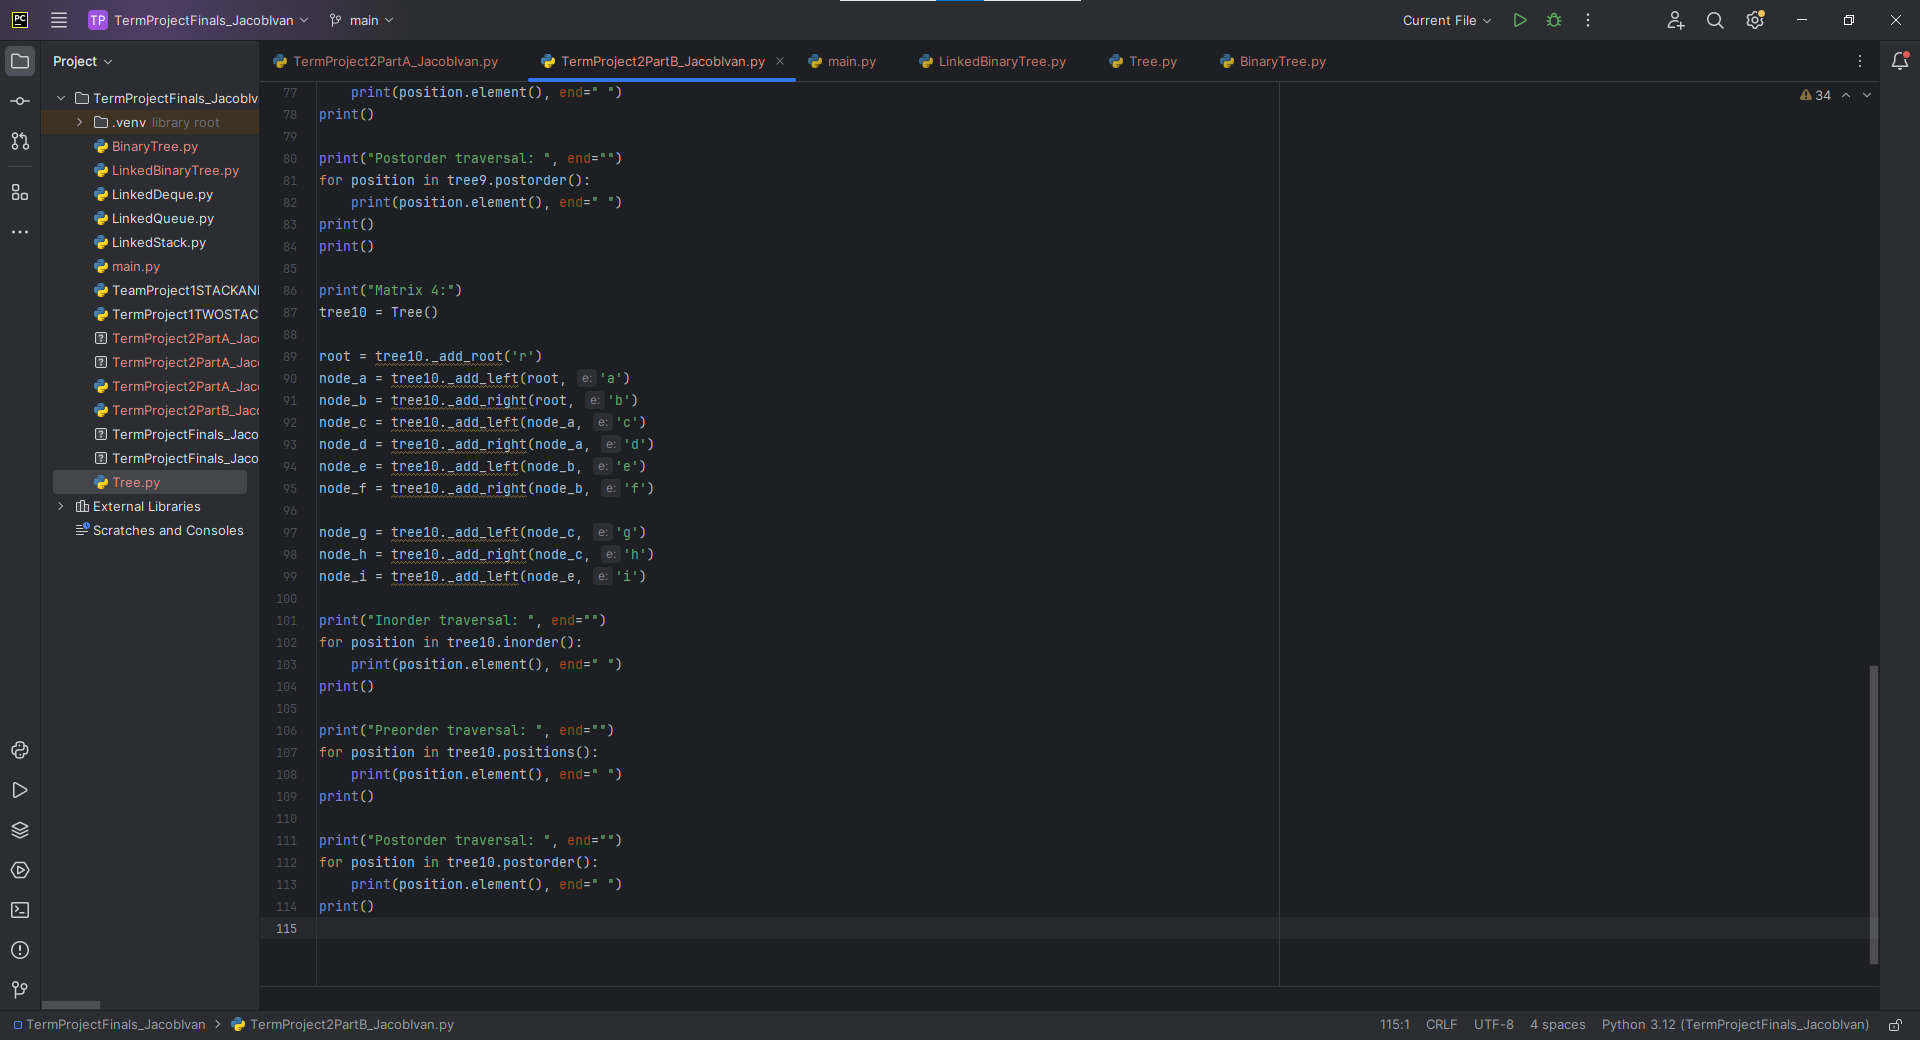 PC TP TermProjectFinals_JacobIvan main Current File
Project
TermProject2PartA_JacobIvan.py TermProject2PartB_JacobIvan.py main.py LinkedBinaryTree.py Tree.py BinaryTree.py
34
TermProjectFinals_JacobIv
.venv library root
BinaryTree.py
LinkedBinaryTree.py
LinkedDeque.py
LinkedQueue.py
LinkedStack.py
main.py
TeamProject1STACKAN
TermProject1TWOSTAC
TermProject2PartA_Jac
TermProject2PartA_Jac
TermProject2PartA_Jac
TermProject2PartB_Jac
TermProjectFinals_Jaco
TermProjectFinals_Jaco
Tree.py
External Libraries
Scratches and Consoles
77     print(position.element(), end=" ")
78 print()
79
80 print("Postorder traversal: ", end="")
81 for position in tree9.postorder():
82     print(position.element(), end=" ")
83 print()
84 print()
85
86 print("Matrix 4:")
87 tree10 = Tree()
88
89 root = tree10._add_root('r')
90 node_a = tree10._add_left(root, e: 'a')
91 node_b = tree10._add_right(root, e: 'b')
92 node_c = tree10._add_left(node_a, e: 'c')
93 node_d = tree10._add_right(node_a, e: 'd')
94 node_e = tree10._add_left(node_b, e: 'e')
95 node_f = tree10._add_right(node_b, e: 'f')
96
97 node_g = tree10._add_left(node_c, e: 'g')
98 node_h = tree10._add_right(node_c, e: 'h')
99 node_i = tree10._add_left(node_e, e: 'i')
100
101 print("Inorder traversal: ", end="")
102 for position in tree10.inorder():
103     print(position.element(), end=" ")
104 print()
105
106 print("Preorder traversal: ", end="")
107 for position in tree10.positions():
108     print(position.element(), end=" ")
109 print()
110
111 print("Postorder traversal: ", end="")
112 for position in tree10.postorder():
113     print(position.element(), end=" ")
114 print()
115
TermProjectFinals_JacobIvan > TermProject2PartB_JacobIvan.py 115:1 CRLF UTF-8 4 spaces Python 3.12 (TermProjectFinals_JacobIvan)